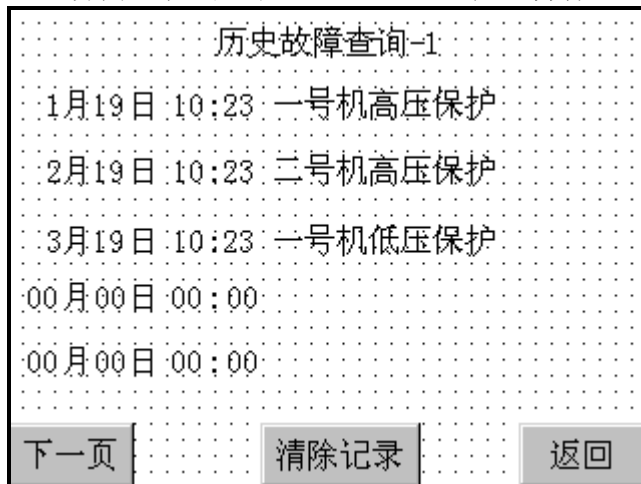 历史故障查询-1
1月19日 10:23 一号机高压保护
2月19日 10:23 二号机高压保护
3月19日 10:23 一号机低压保护
00月00日 00:00
00月00日 00:00
下一页 清除记录 返回